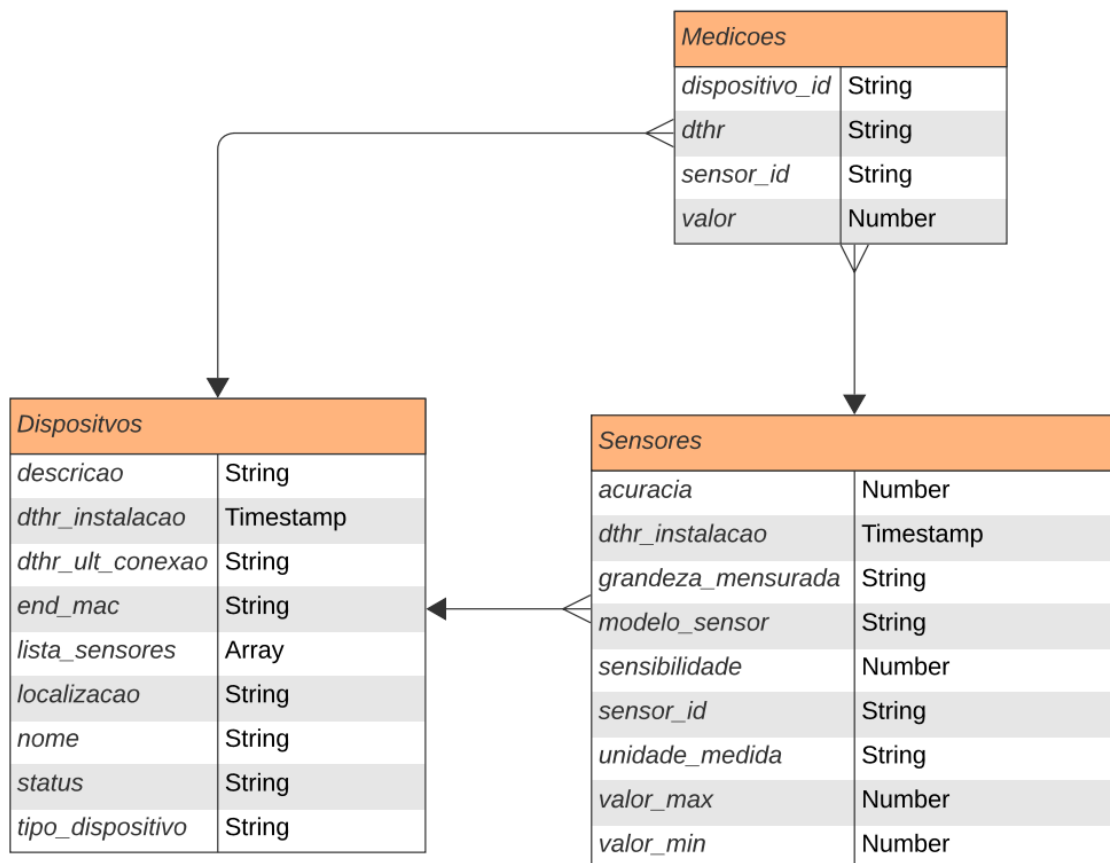 Medicoes
dispositivo_id String
dthr String
sensor_id String
valor Number
Dispositvos
descricao String
dthr_instalacao Timestamp
dthr_ult_conexao String
end_mac String
lista_sensores Array
localizacao String
nome String
status String
tipo_dispositivo String
Sensores
acuracia Number
dthr_instalacao Timestamp
grandeza_mensurada String
modelo_sensor String
sensibilidade Number
sensor_id String
unidade_medida String
valor_max Number
valor_min Number